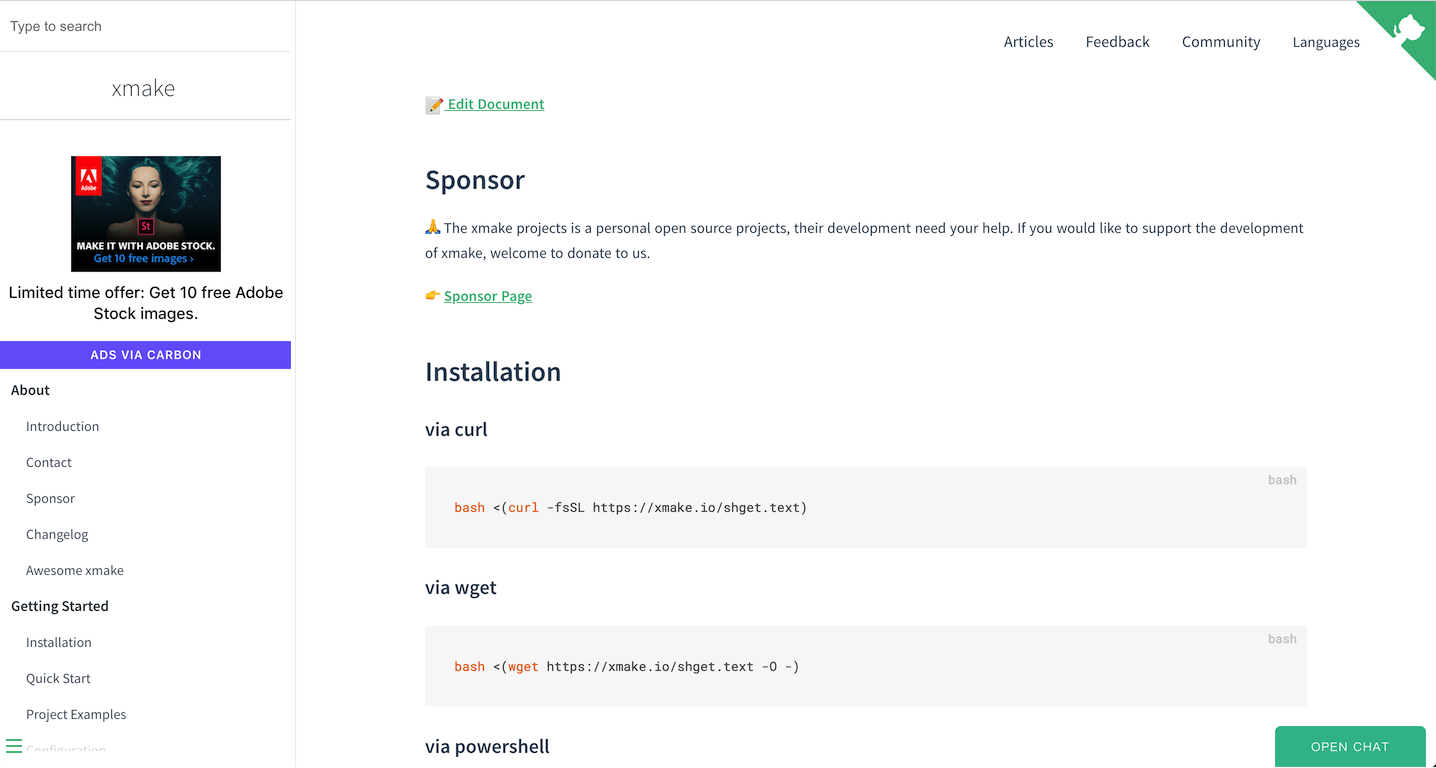 Type to search
xmake
Adobe
St
MAKE IT WITH ADOBE STOCK.
Get 10 free images ›
Limited time offer: Get 10 free Adobe
Stock images.
ADS VIA CARBON
About
Introduction
Contact
Sponsor
Changelog
Awesome xmake
Getting Started
Installation
Quick Start
Project Examples
Configuration
Articles Feedback Community Languages
📝 Edit Document
Sponsor
🙏 The xmake projects is a personal open source projects, their development need your help. If you would like to support the development
of xmake, welcome to donate to us.
👉 Sponsor Page
Installation
via curl
bash
bash <(curl -fsSL https://xmake.io/shget.text)
via wget
bash
bash <(wget https://xmake.io/shget.text -O -)
via powershell
OPEN CHAT